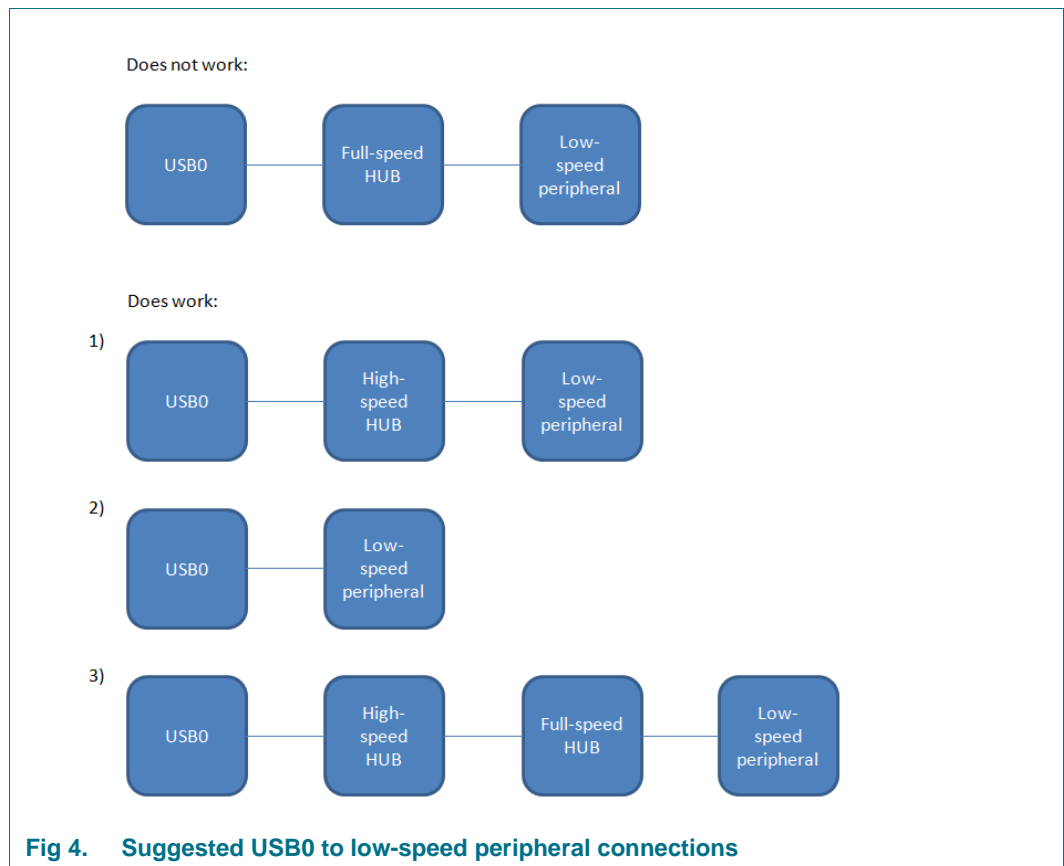 Does not work:
USB0
Full-speed
HUB
Low-
speed
peripheral
Does work:
1)
USB0
High-
speed
HUB
Low-
speed
peripheral
2)
USB0
Low-
speed
peripheral
3)
USB0
High-
speed
HUB
Full-speed
HUB
Low-
speed
peripheral
Fig 4. Suggested USB0 to low-speed peripheral connections